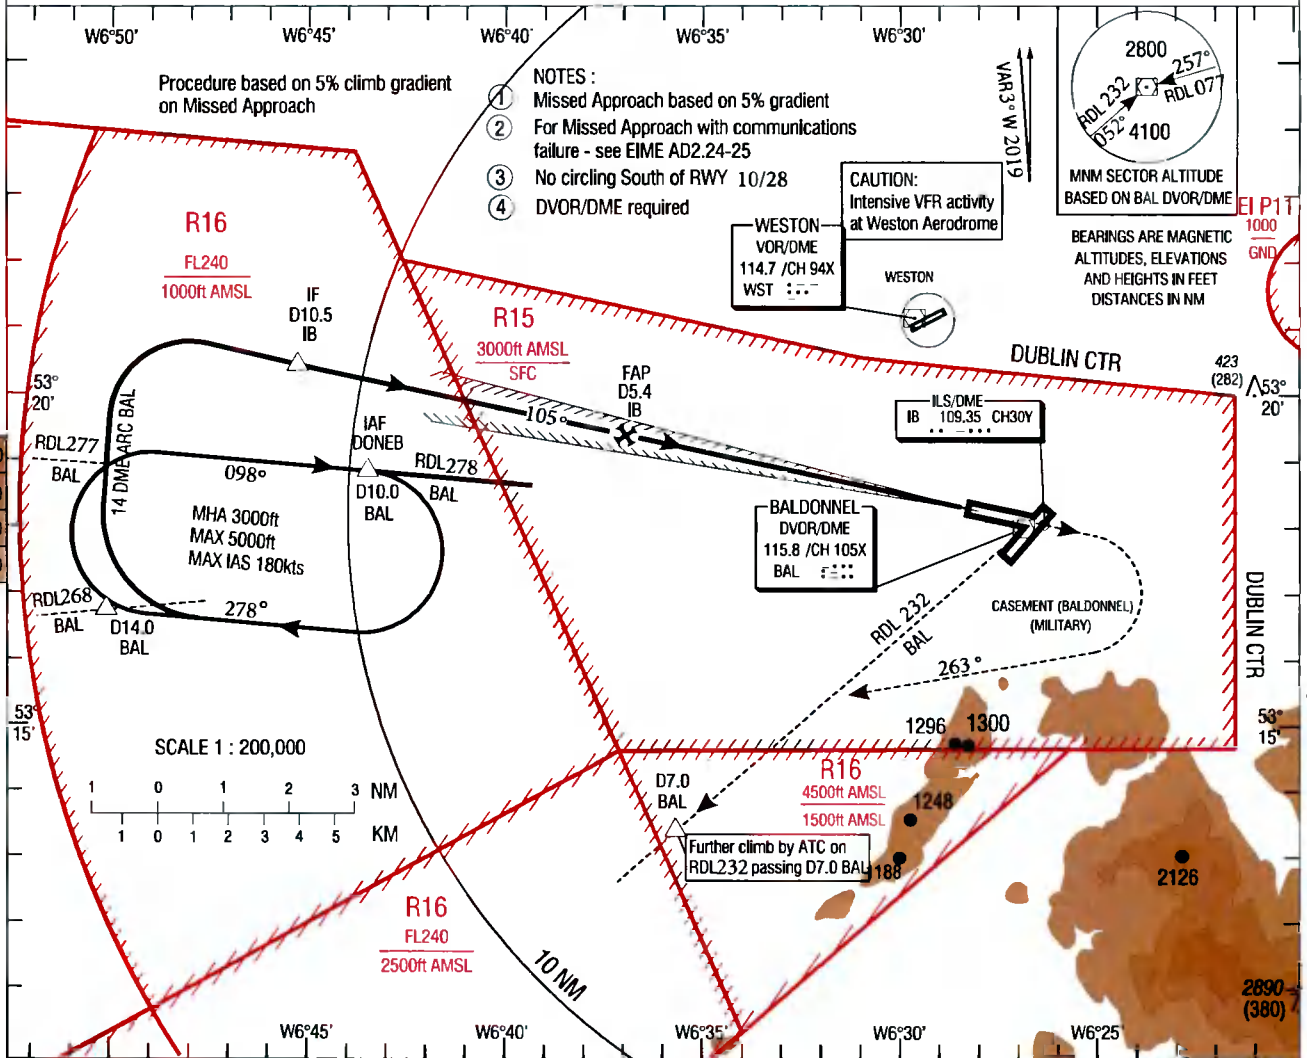 W6°50'
W6°45'
W6°40'
W6°35'
W6°30'
Procedure based on 5% climb gradient
on Missed Approach
NOTES :
1 Missed Approach based on 5% gradient
2 For Missed Approach with communications
failure - see EIME AD2.24-25
3 No circling South of RWY 10/28
4 DVOR/DME required
VAR3°W 2019
2800
257°
RDL 077
RDL 232
052°
4100
MNM SECTOR ALTITUDE
BASED ON BAL DVOR/DME
BEARINGS ARE MAGNETIC
ALTITUDES, ELEVATIONS
AND HEIGHTS IN FEET
DISTANCES IN NM
EI P11
1000
GND
CAUTION:
Intensive VFR activity
at Weston Aerodrome
WESTON
VOR/DME
114.7 /CH 94X
WST
WESTON
R16
FL240
1000ft AMSL
IF
D10.5
IB
R15
3000ft AMSL
SFC
FAP
D5.4
IB
105°
DUBLIN CTR
423
(282)
53°
20'
53°
20'
ILS/DME
IB 109.35 CH30Y
IAF
DONEB
RDL277
BAL
14 DME ARC BAL
098°
RDL278
BAL
D10.0
BAL
MHA 3000ft
MAX 5000ft
MAX IAS 180kts
BALDONNEL
DVOR/DME
115.8 /CH 105X
BAL
RDL268
BAL
D14.0
BAL
278°
RDL 232
BAL
CASEMENT (BALDONNEL)
(MILITARY)
DUBLIN CTR
263°
53°
15'
53°
15'
1296
1300
SCALE 1 : 200,000
1 0 1 2 3 NM
1 0 1 2 3 4 5 KM
D7.0
BAL
R16
4500ft AMSL
1500ft AMSL
1248
Further climb by ATC on
RDL232 passing D7.0 BAL
1188
2126
R16
FL240
2500ft AMSL
10 NM
2890
(380)
W6°45'
W6°40'
W6°35'
W6°30'
W6°25'